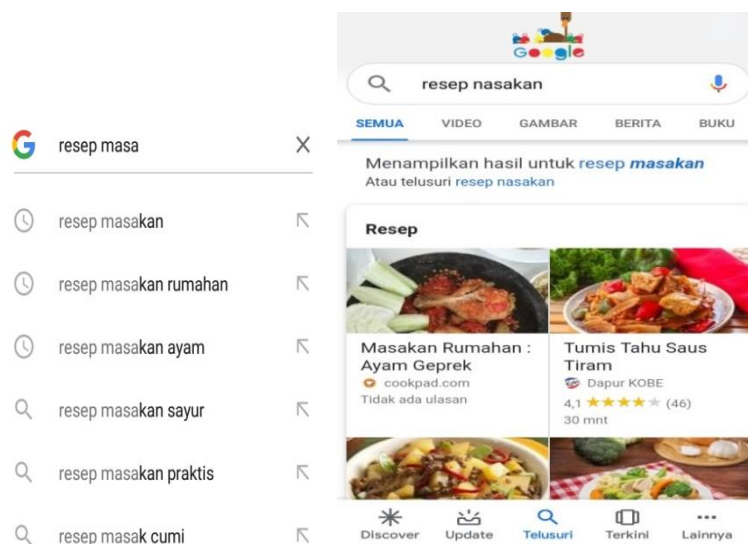 resep masa
resep masakan
resep masakan rumahan
resep masakan ayam
resep masakan sayur
resep masakan praktis
resep masak cumi
Google
resep nasakan
SEMUA VIDEO GAMBAR BERITA BUKU
Menampilkan hasil untuk resep masakan
Atau telusuri resep nasakan
Resep
Masakan Rumahan :
Ayam Geprek
cookpad.com
Tidak ada ulasan
Tumis Tahu Saus
Tiram
Dapur KOBE
4,1 ★★★★★ (46)
30 mnt
Discover Update Telusuri Terkini Lainnya